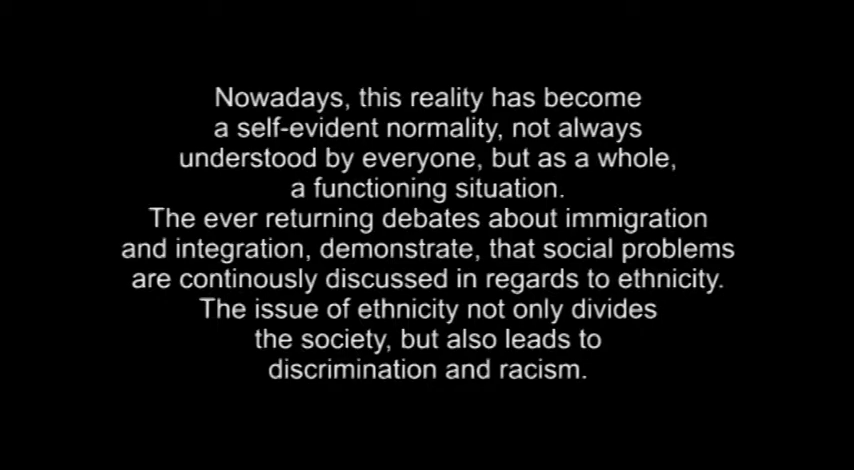 Nowadays, this reality has become
a self-evident normality, not always
understood by everyone, but as a whole,
a functioning situation.
The ever returning debates about immigration
and integration, demonstrate, that social problems
are continously discussed in regards to ethnicity.
The issue of ethnicity not only divides
the society, but also leads to
discrimination and racism.